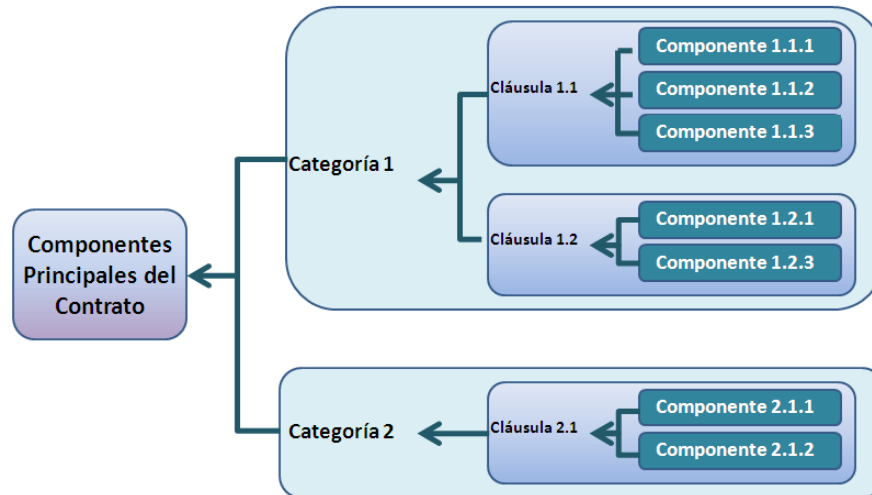 Componentes
Principales del
Contrato
Categoría 1
Cláusula 1.1
Componente 1.1.1
Componente 1.1.2
Componente 1.1.3
Cláusula 1.2
Componente 1.2.1
Componente 1.2.3
Categoría 2
Cláusula 2.1
Componente 2.1.1
Componente 2.1.2